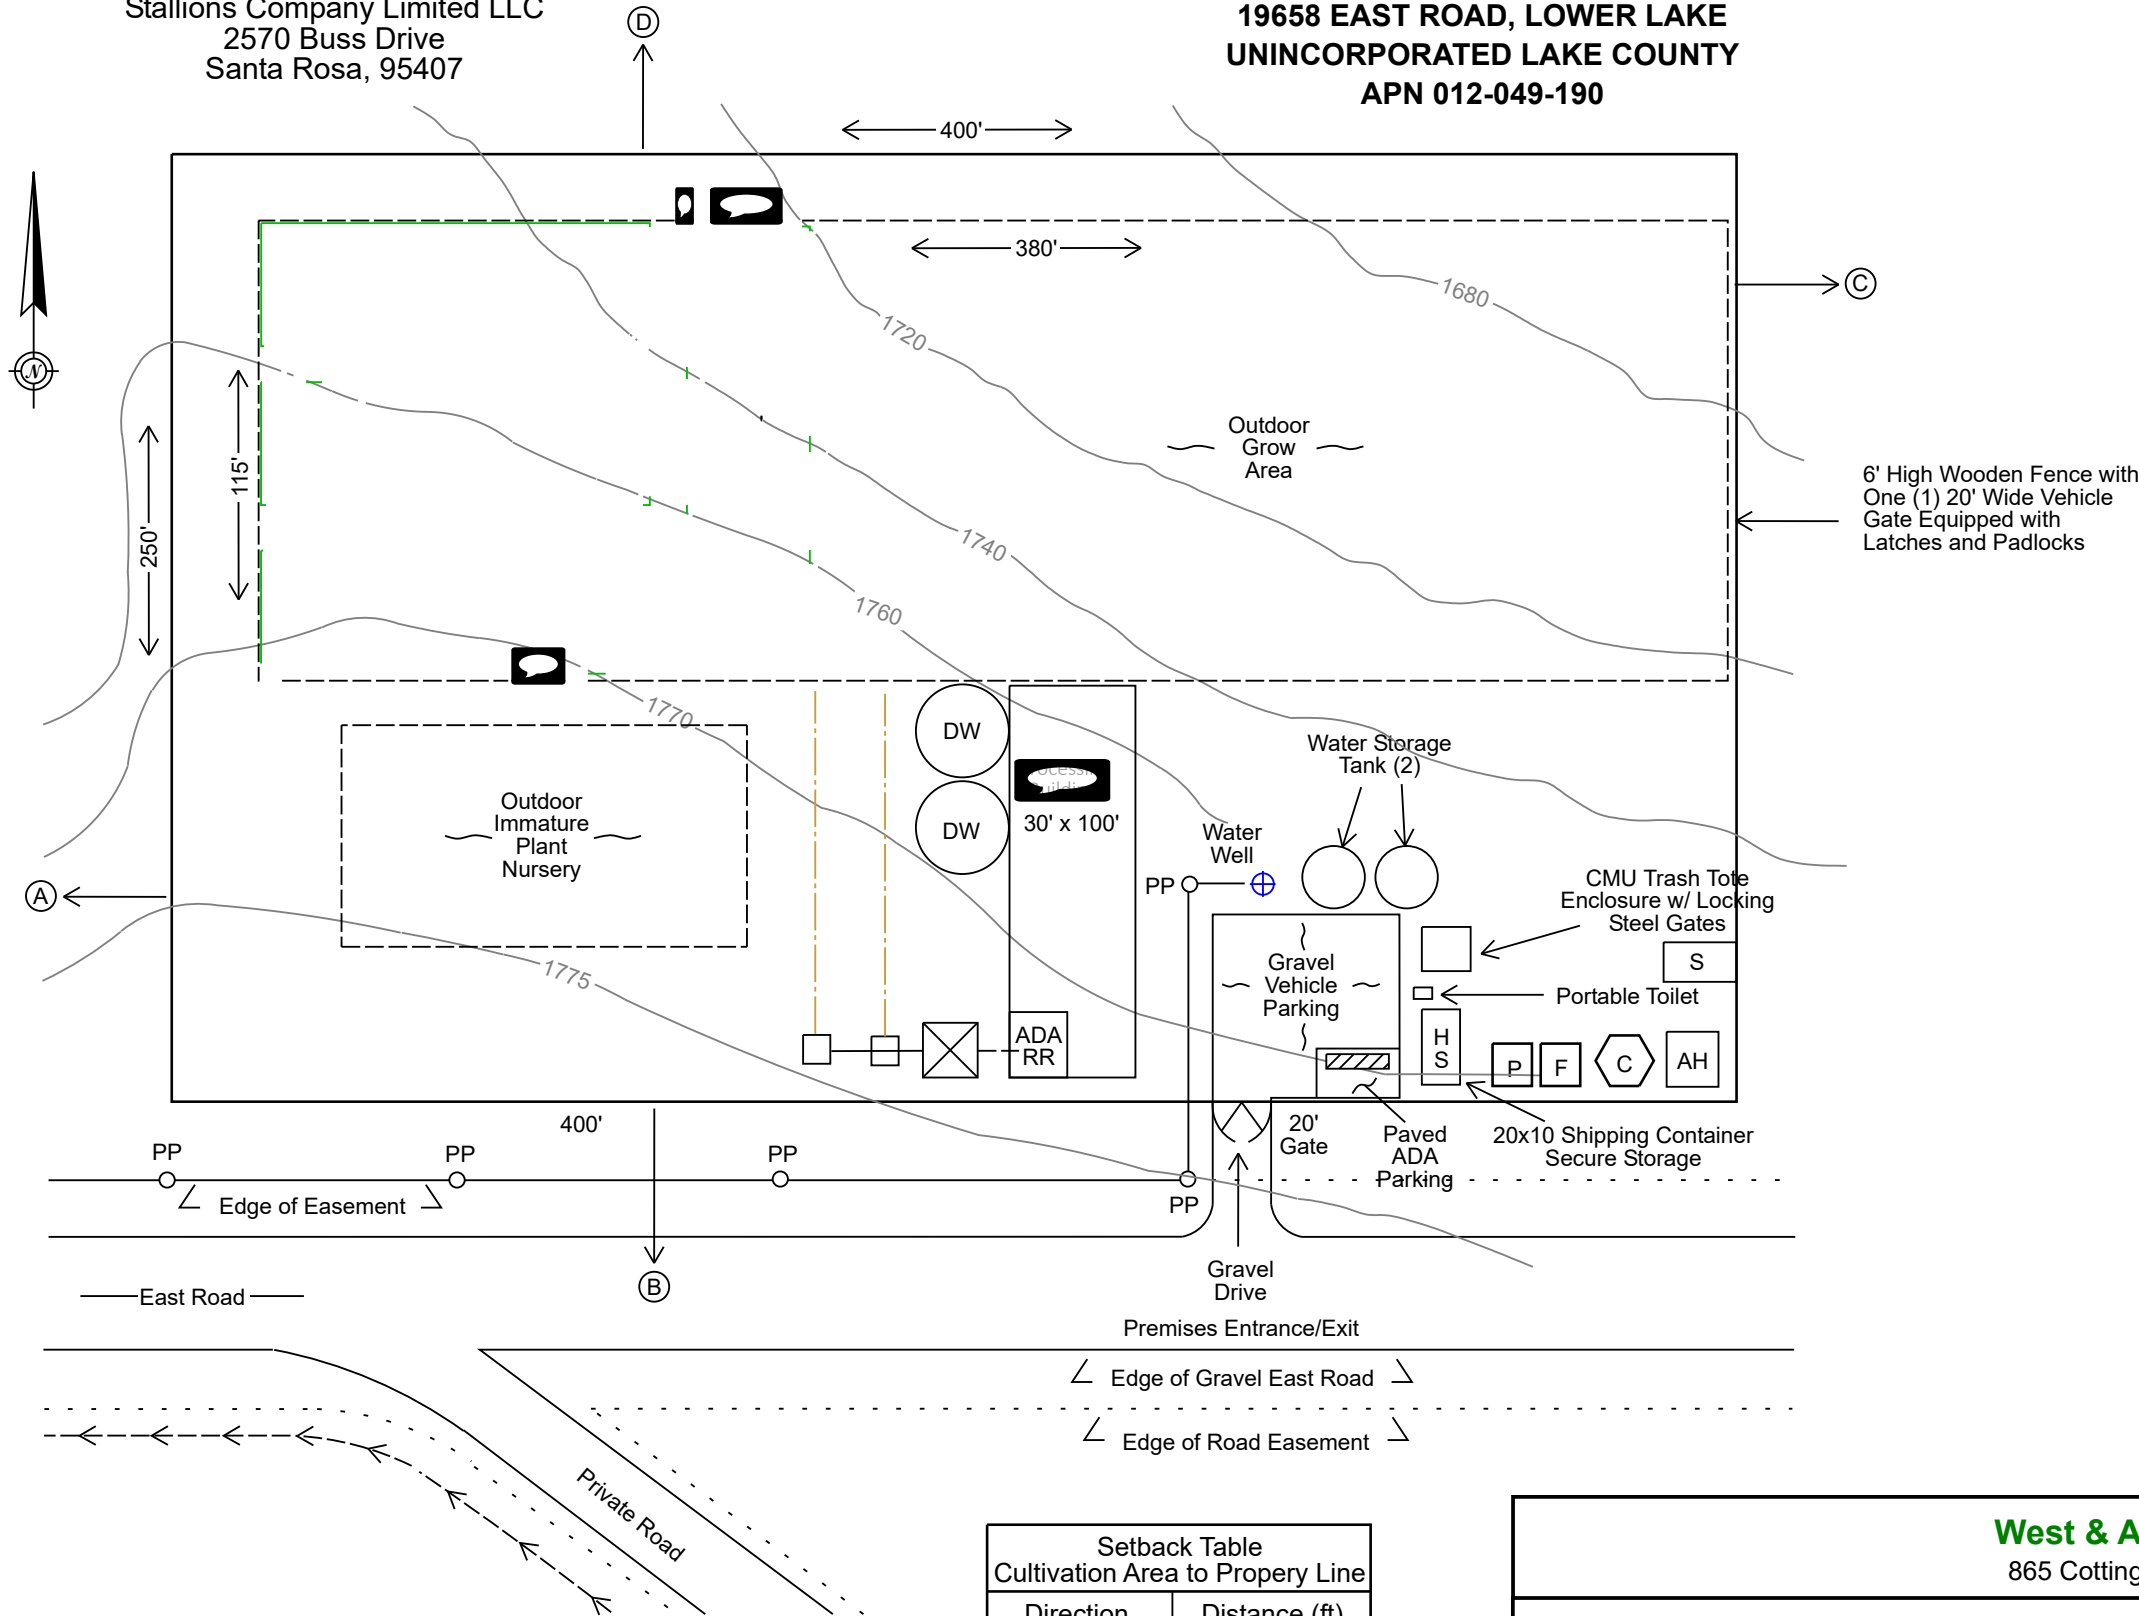 Stallions Company Limited LLC
2570 Buss Drive
Santa Rosa, 95407
19658 EAST ROAD, LOWER LAKE
UNINCORPORATED LAKE COUNTY
APN 012-049-190
D
400'
380'
C
N
1680
1720
115'
250'
Outdoor
Grow
Area
6' High Wooden Fence with
One (1) 20' Wide Vehicle
Gate Equipped with
Latches and Padlocks
1740
1760
1770
DW
DW
30' x 100'
Water Storage
Tank (2)
Outdoor
Immature
Plant
Nursery
Water
Well
PP
A
CMU Trash Tote
Enclosure w/ Locking
Steel Gates
S
1775
Gravel
Vehicle
Parking
Portable Toilet
ADA
RR
H
S
P
F
C
AH
400'
20'
Gate
Paved
ADA
Parking
20x10 Shipping Container
Secure Storage
PP
PP
PP
PP
Edge of Easement
B
Gravel
Drive
East Road
Premises Entrance/Exit
Edge of Gravel East Road
Edge of Road Easement
Private Road
Setback Table
Cultivation Area to Propery Line
Direction
Distance (ft)
West & A
865 Cotting